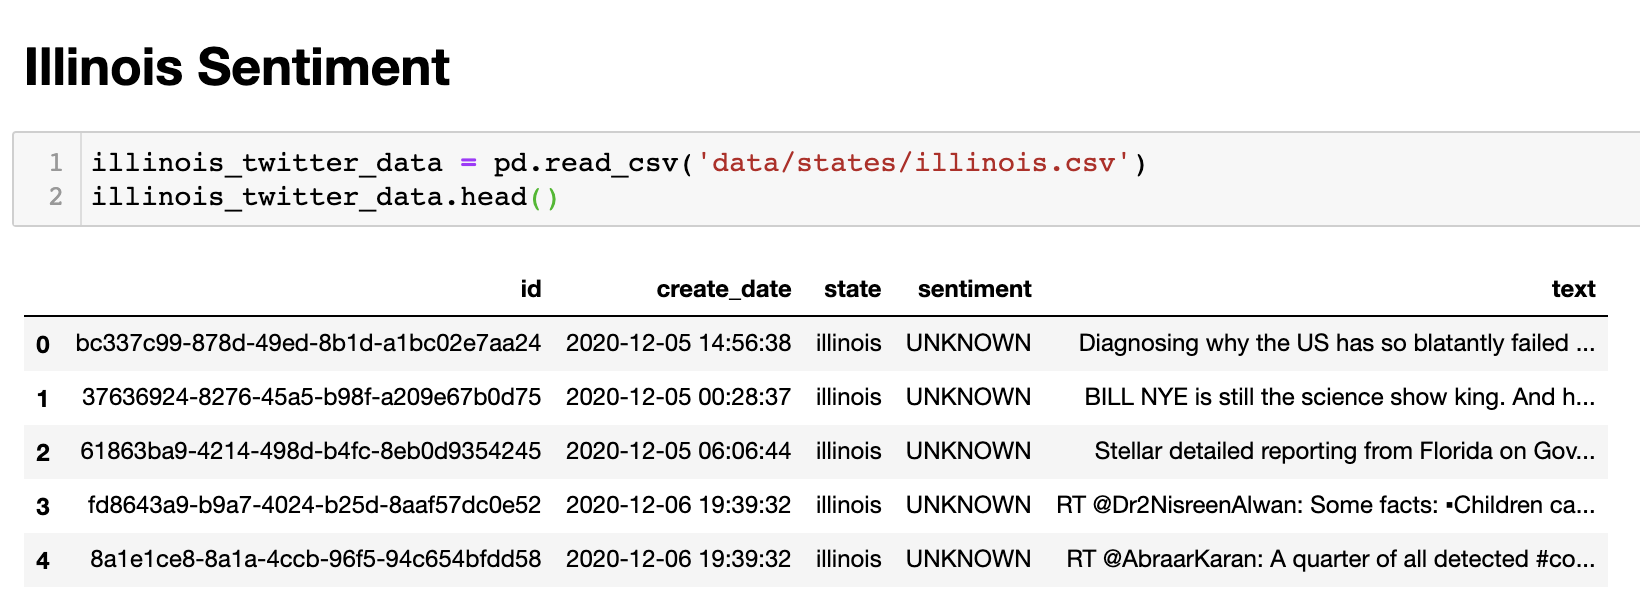 Illinois Sentiment
1 illinois_twitter_data = pd.read_csv('data/states/illinois.csv')
2 illinois_twitter_data.head()
id create_date state sentiment text
0 bc337c99-878d-49ed-8b1d-a1bc02e7aa24 2020-12-05 14:56:38 illinois UNKNOWN Diagnosing why the US has so blatantly failed ...
1 37636924-8276-45a5-b98f-a209e67b0d75 2020-12-05 00:28:37 illinois UNKNOWN BILL NYE is still the science show king. And h...
2 61863ba9-4214-498d-b4fc-8eb0d9354245 2020-12-05 06:06:44 illinois UNKNOWN Stellar detailed reporting from Florida on Gov...
3 fd8643a9-b9a7-4024-b25d-8aaf57dc0e52 2020-12-06 19:39:32 illinois UNKNOWN RT @Dr2NisreenAlwan: Some facts: ▪Children ca...
4 8a1e1ce8-8a1a-4ccb-96f5-94c654bfdd58 2020-12-06 19:39:32 illinois UNKNOWN RT @AbraarKaran: A quarter of all detected #co...